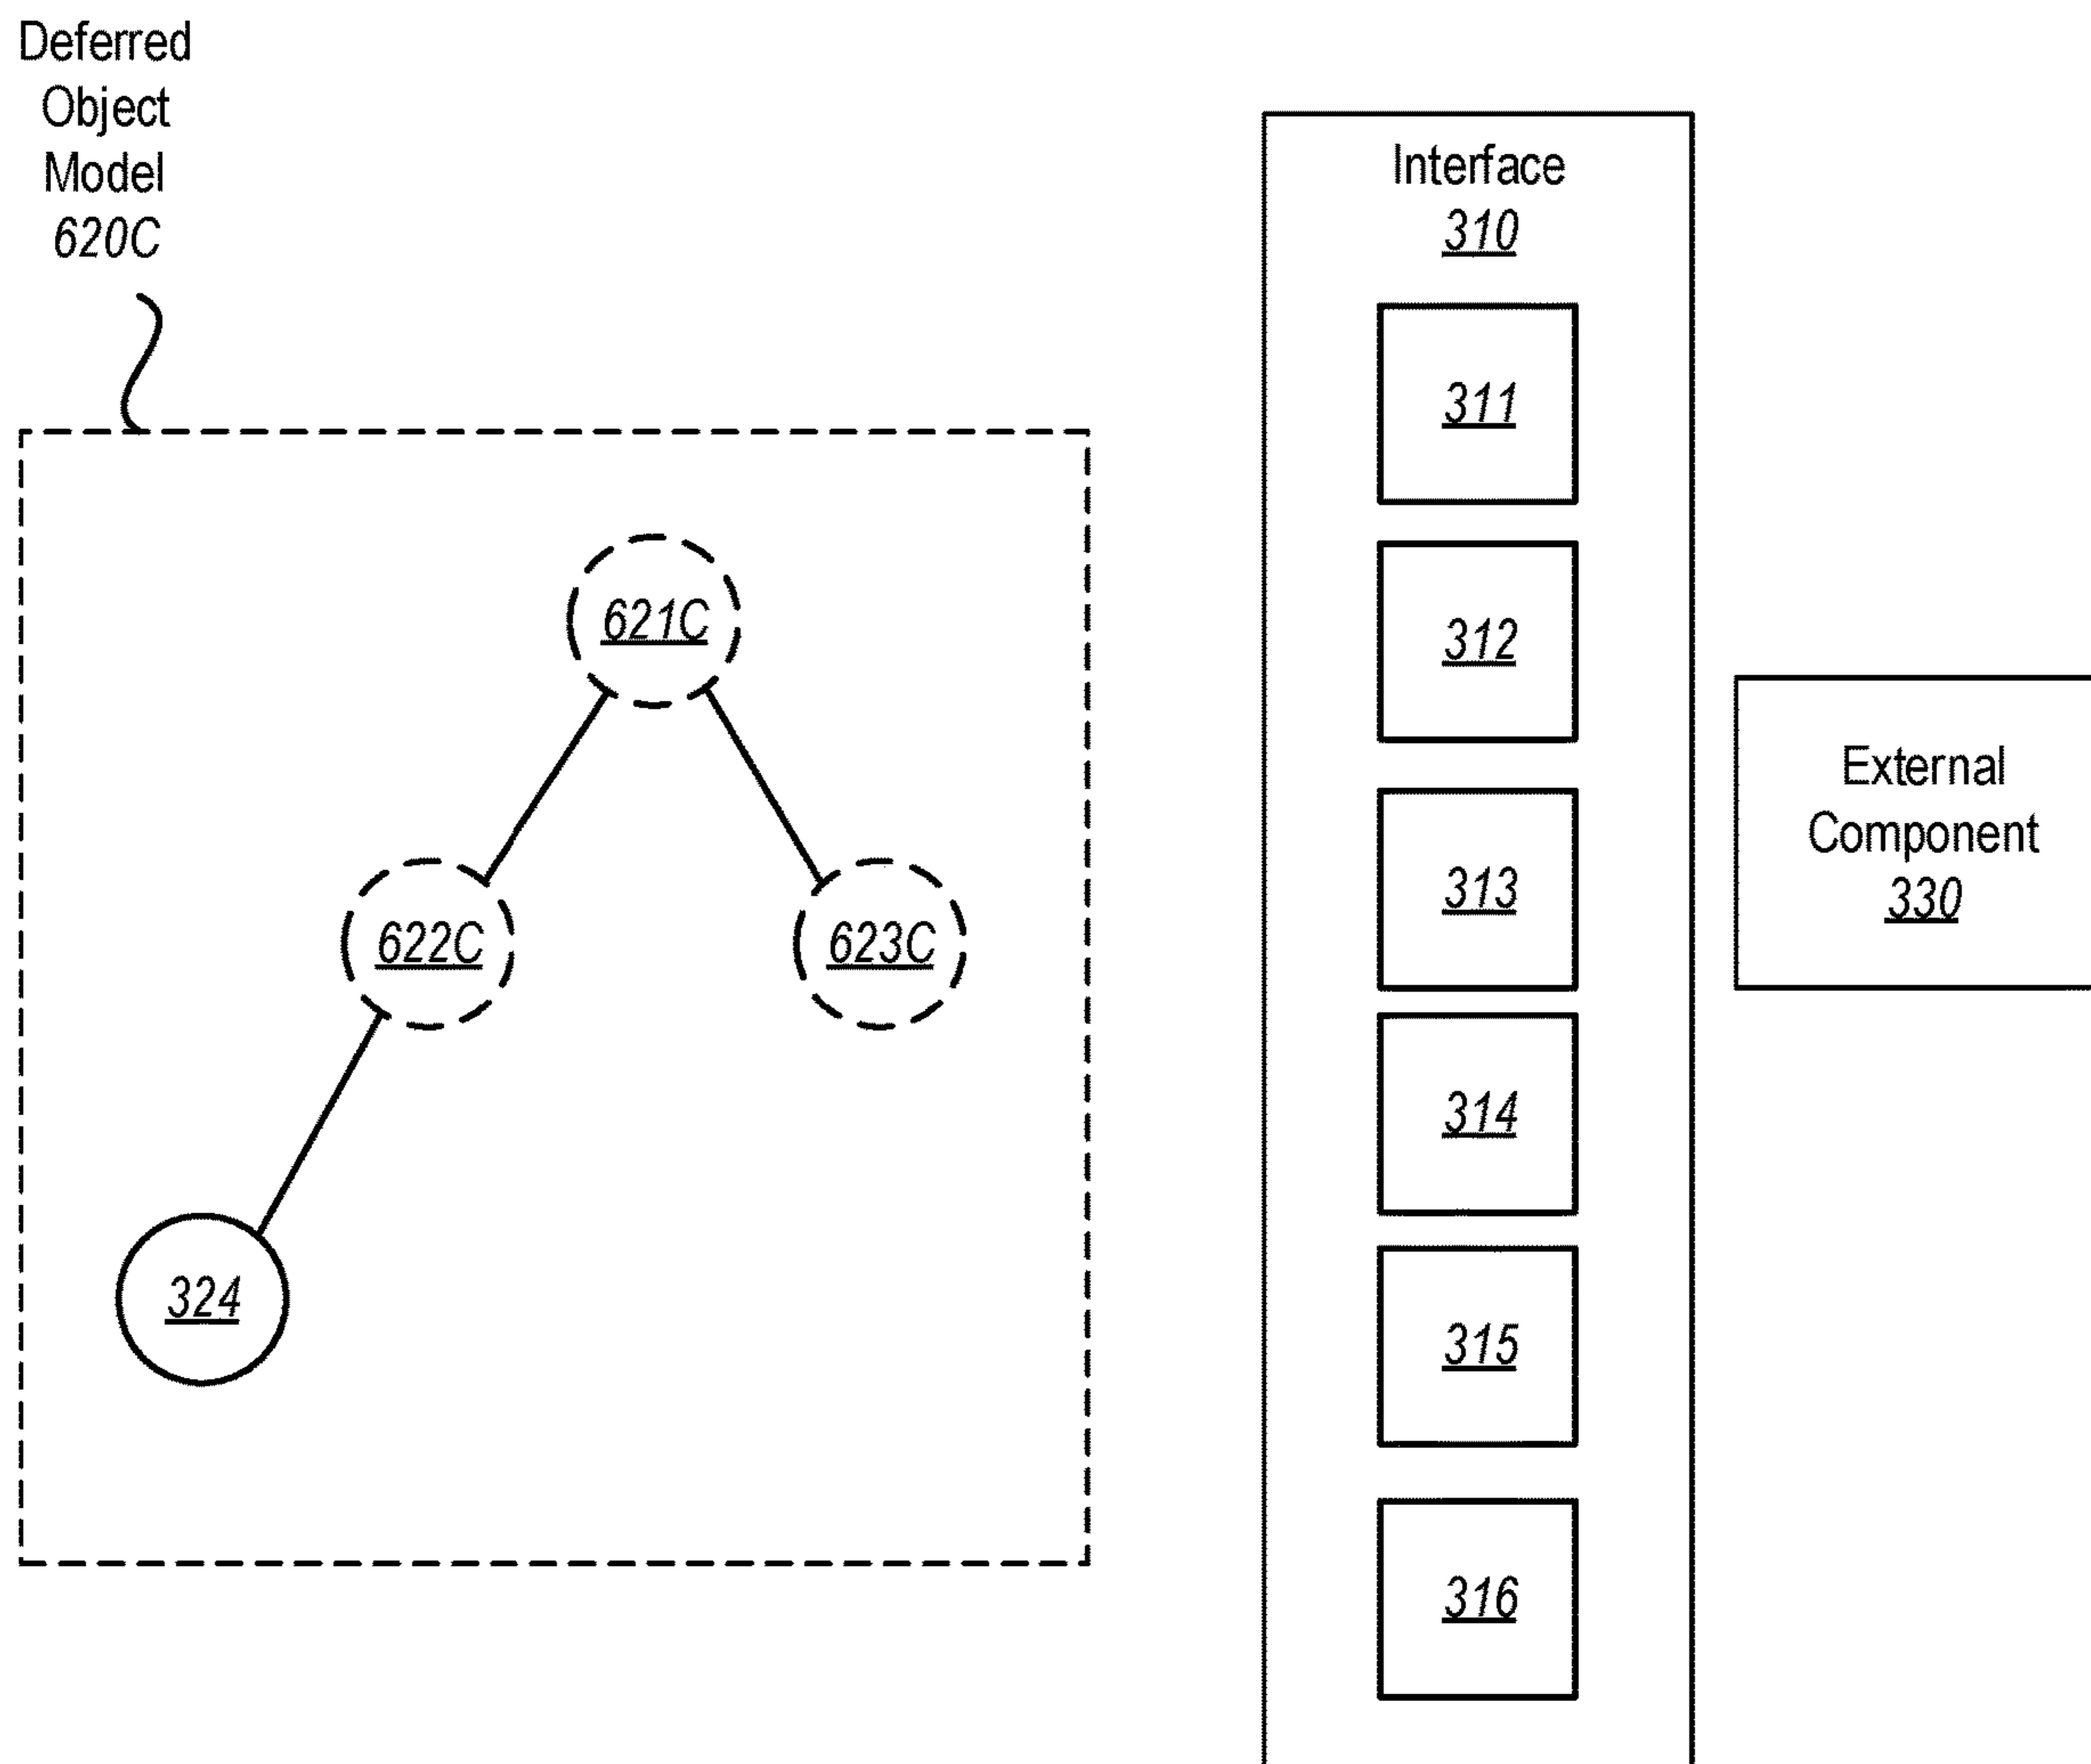 Deferred
Object
Model
620C
Interface
310
311
312
313
314
315
316
621C
622C
623C
324
External
Component
330